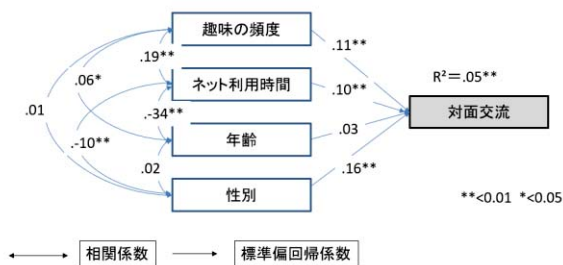 趣味の頻度
.11**
.19**
.06*
R²＝.05**
ネット利用時間
.10**
対面交流
.01
.-34**
.-10**
年齢
.03
.02
.16**
性別
**<0.01 *<0.05
相関係数
標準偏回帰係数